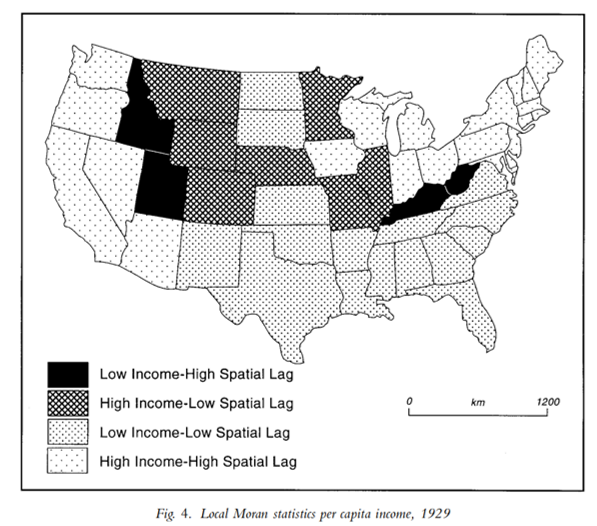 Low Income-High Spatial Lag
High Income-Low Spatial Lag
Low Income-Low Spatial Lag
High Income-High Spatial Lag
0 km 1200
Fig. 4. Local Moran statistics per capita income, 1929